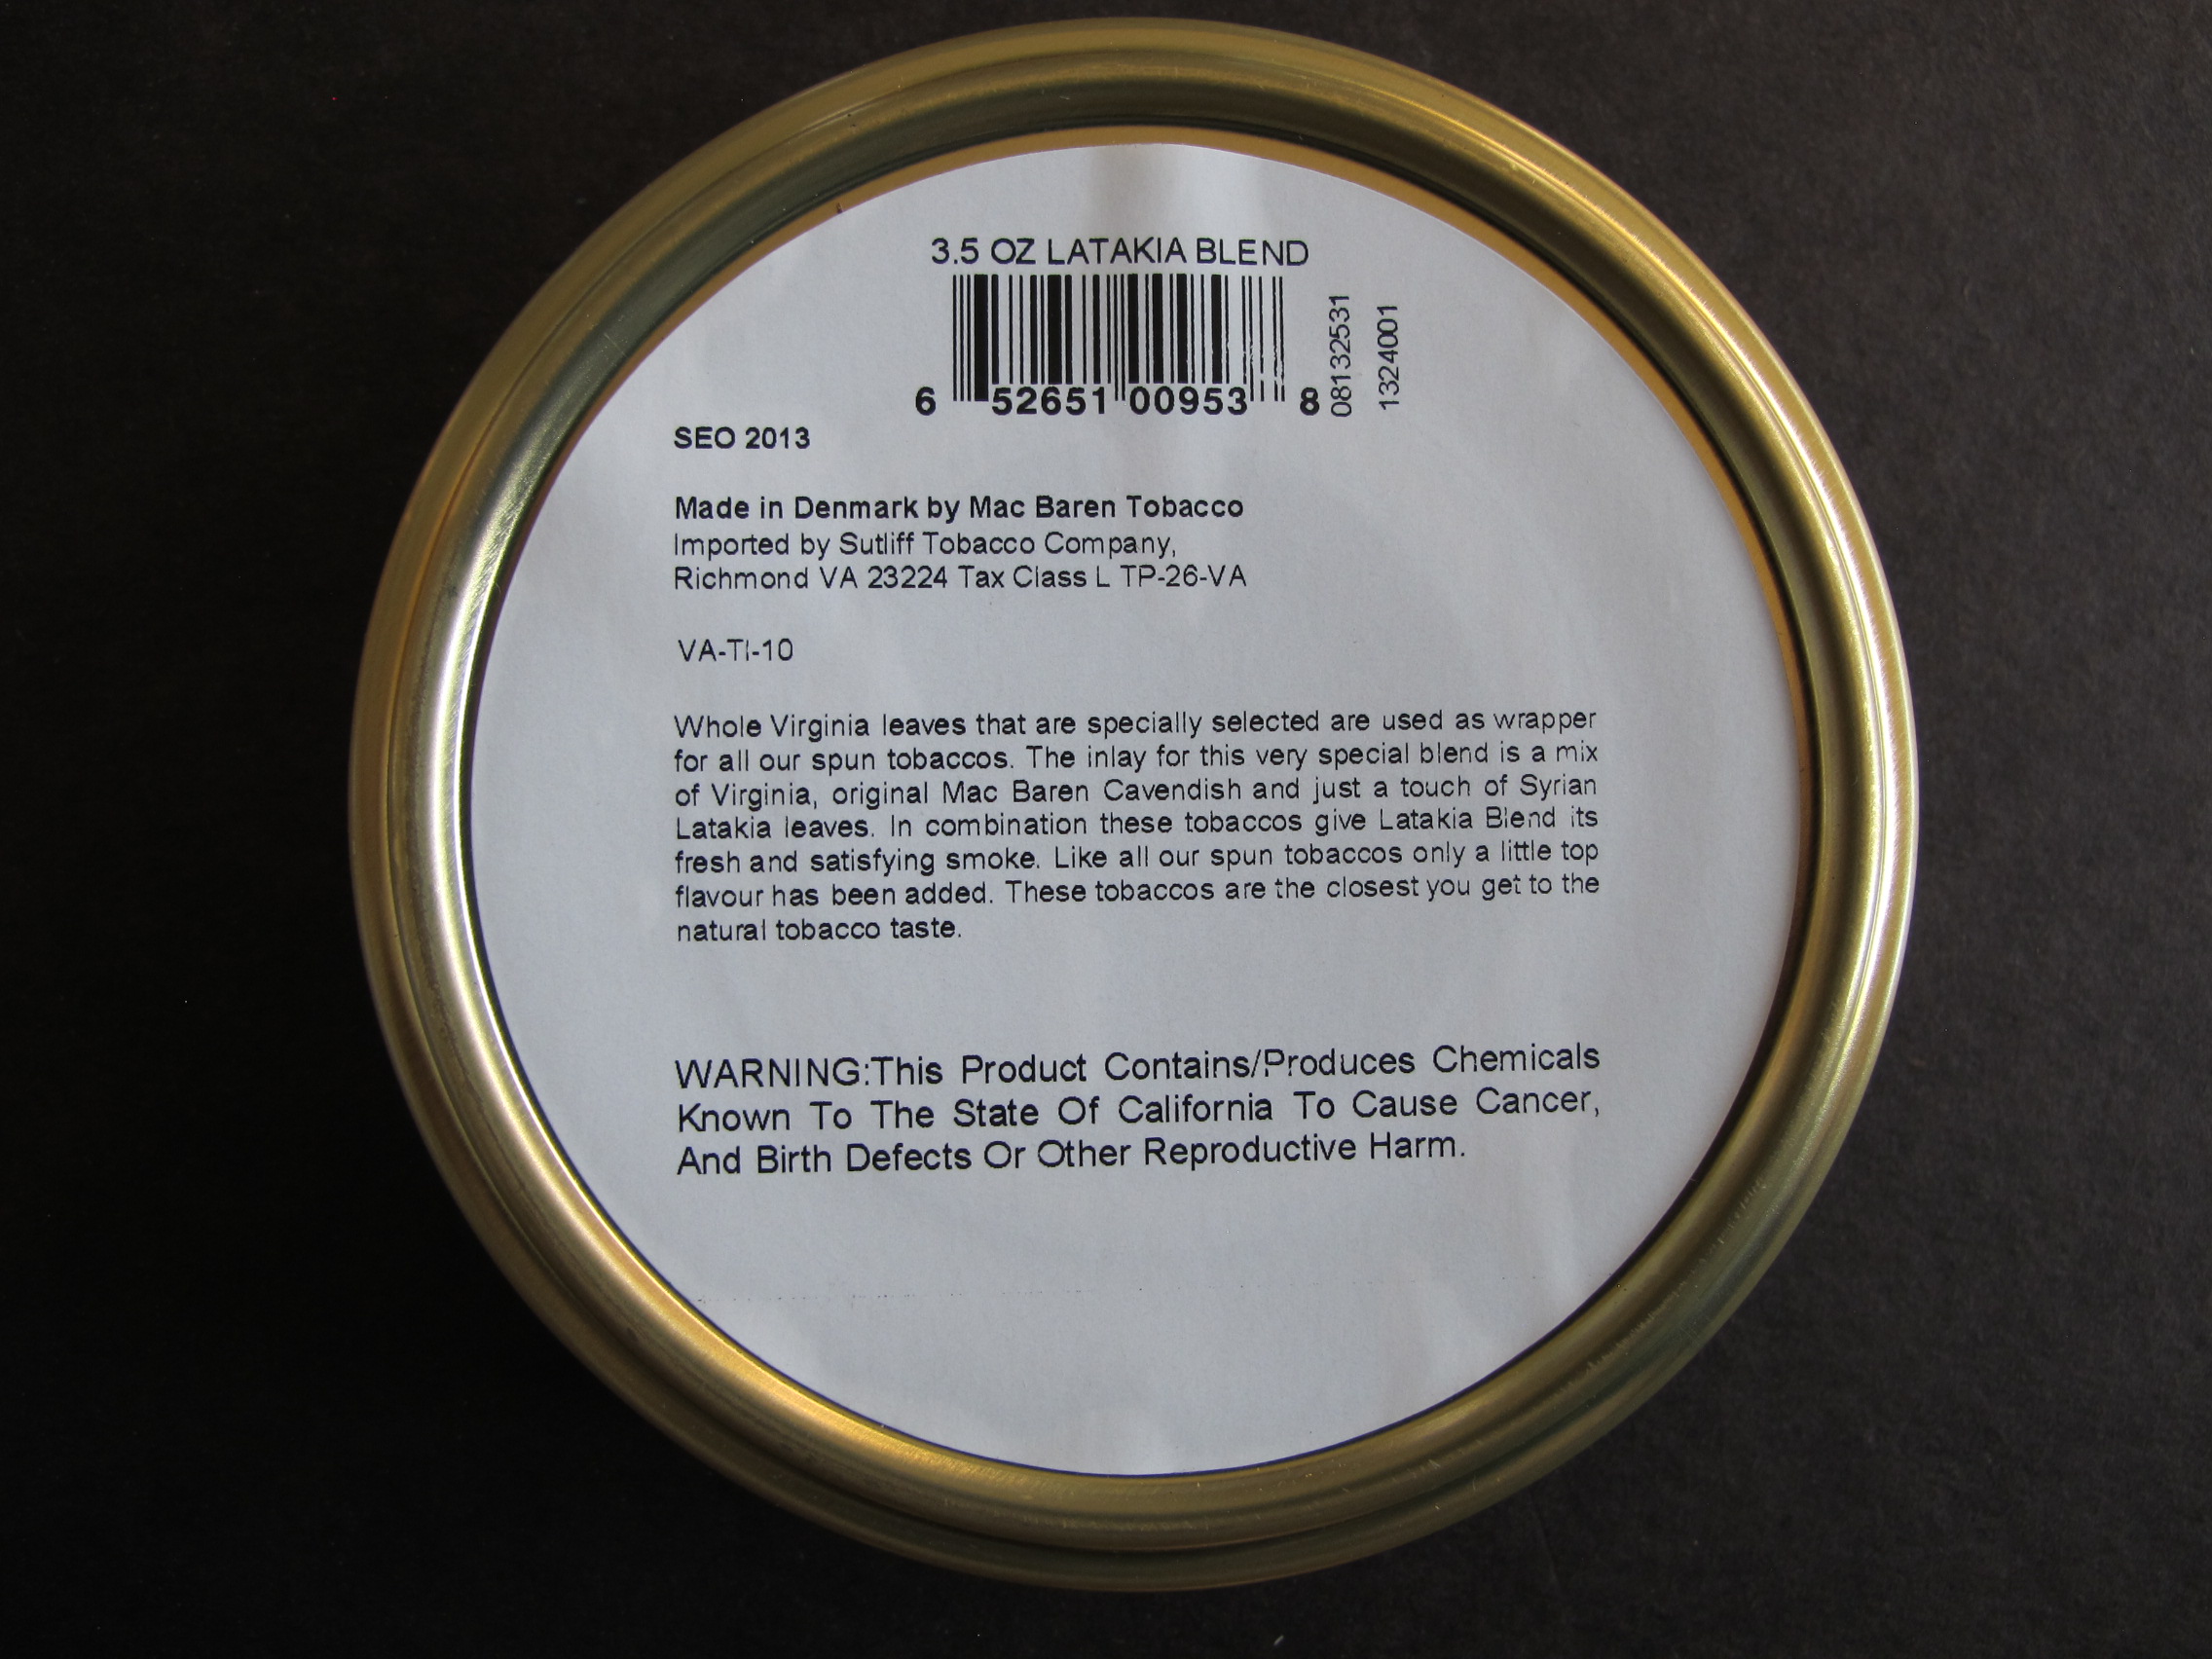 3.5 OZ LATAKIA BLEND
6 52651 00953 8
08132531
1324001
SEO 2013
Made in Denmark by Mac Baren Tobacco
Imported by Sutliff Tobacco Company,
Richmond VA 23224 Tax Class L TP-26-VA
VA-TI-10
Whole Virginia leaves that are specially selected are used as wrapper
for all our spun tobaccos. The inlay for this very special blend is a mix
of Virginia, original Mac Baren Cavendish and just a touch of Syrian
Latakia leaves. In combination these tobaccos give Latakia Blend its
fresh and satisfying smoke. Like all our spun tobaccos only a little top
flavour has been added. These tobaccos are the closest you get to the
natural tobacco taste.
WARNING:This Product Contains/Produces Chemicals
Known To The State Of California To Cause Cancer,
And Birth Defects Or Other Reproductive Harm.